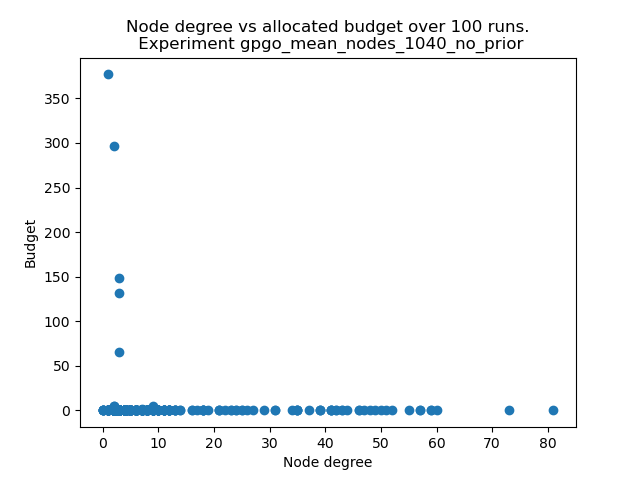 Node degree vs allocated budget over 100 runs.
Experiment gpgo_mean_nodes_1040_no_prior
350
300
250
200
150
100
50
0
Budget
0 10 20 30 40 50 60 70 80
Node degree